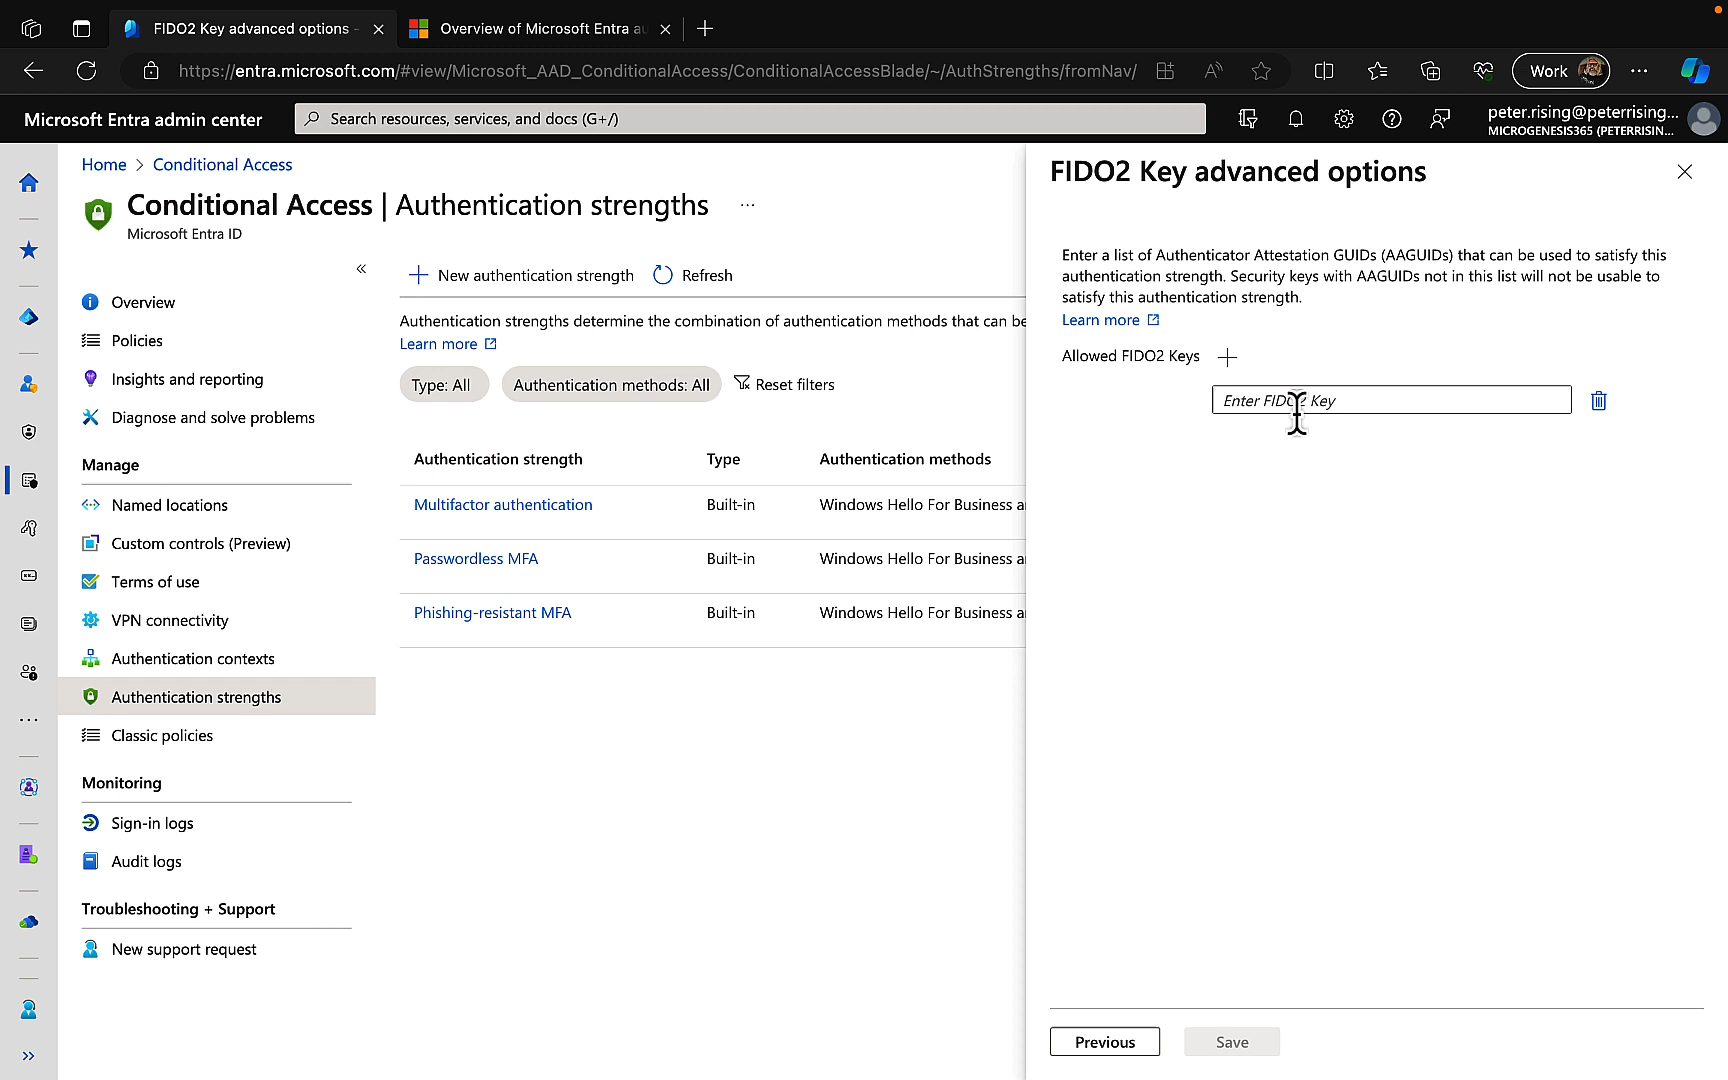 FIDO2 Key advanced options -
Overview of Microsoft Entra au
https://entra.microsoft.com/#view/Microsoft_AAD_ConditionalAccess/ConditionalAccessBlade/~/AuthStrengths/fromNav/
Work
Microsoft Entra admin center
Search resources, services, and docs (G+/)
peter.rising@peterrising...
MICROGENESIS365 (PETERRISIN...
Home > Conditional Access
Conditional Access | Authentication strengths ...
Microsoft Entra ID
Overview
Policies
Insights and reporting
Diagnose and solve problems
Manage
Named locations
Custom controls (Preview)
Terms of use
VPN connectivity
Authentication contexts
Authentication strengths
Classic policies
Monitoring
Sign-in logs
Audit logs
Troubleshooting + Support
New support request
New authentication strength
Refresh
Authentication strengths determine the combination of authentication methods that can be
Learn more
Type: All
Authentication methods: All
Reset filters
Authentication strength Type Authentication methods
Multifactor authentication Built-in Windows Hello For Business a
Passwordless MFA Built-in Windows Hello For Business a
Phishing-resistant MFA Built-in Windows Hello For Business a
FIDO2 Key advanced options
Enter a list of Authenticator Attestation GUIDs (AAGUIDs) that can be used to satisfy this
authentication strength. Security keys with AAGUIDs not in this list will not be usable to
satisfy this authentication strength.
Learn more
Allowed FIDO2 Keys
Enter FIDO2 Key
Previous
Save